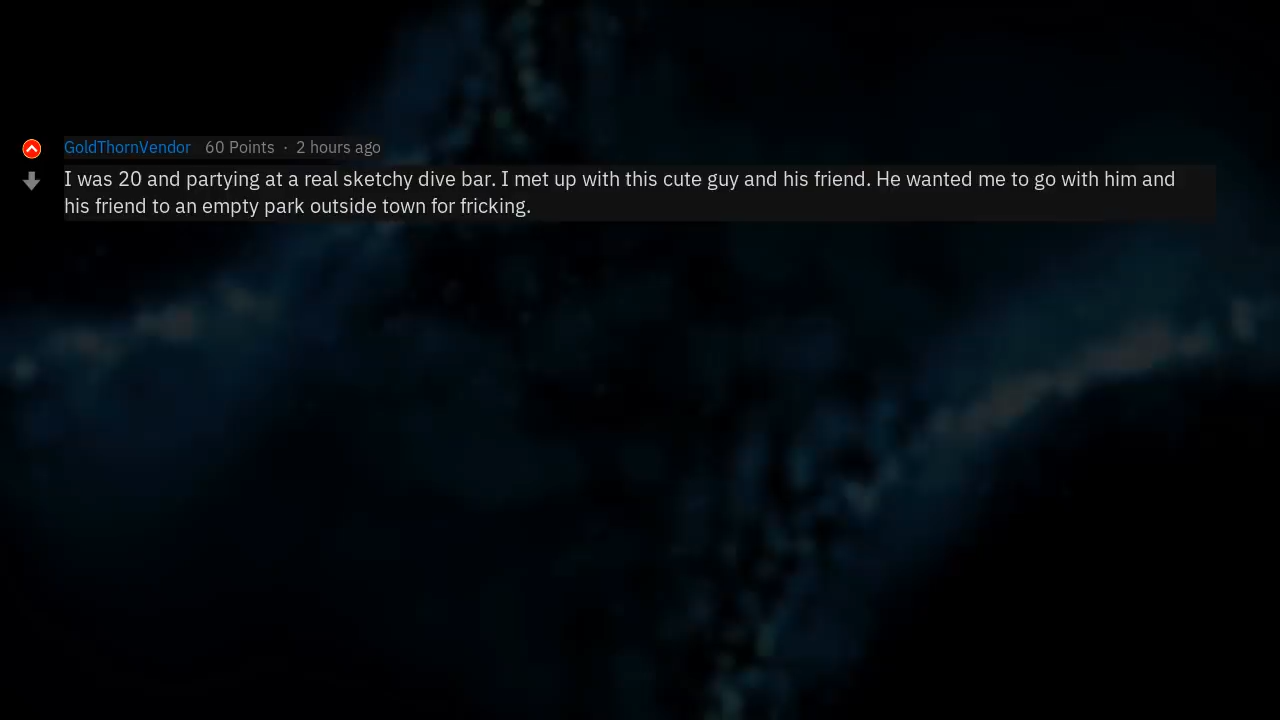 GoldThornVendor 60 Points · 2 hours ago
I was 20 and partying at a real sketchy dive bar. I met up with this cute guy and his friend. He wanted me to go with him and
his friend to an empty park outside town for fricking.